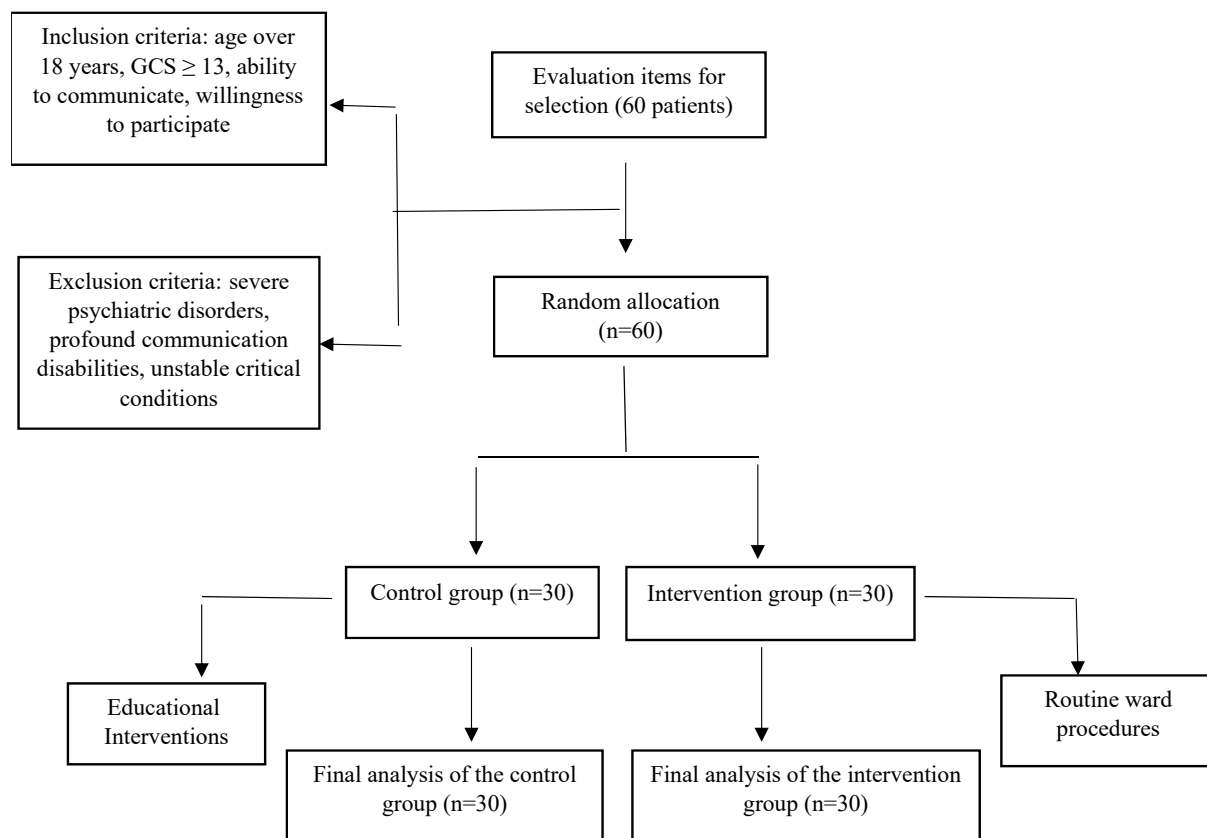 Inclusion criteria: age over
18 years, GCS ≥ 13, ability
to communicate, willingness
to participate
Evaluation items for
selection (60 patients)
Exclusion criteria: severe
psychiatric disorders,
profound communication
disabilities, unstable critical
conditions
Random allocation
(n=60)
Control group (n=30)
Intervention group (n=30)
Educational
Interventions
Routine ward
procedures
Final analysis of the control
group (n=30)
Final analysis of the intervention
group (n=30)